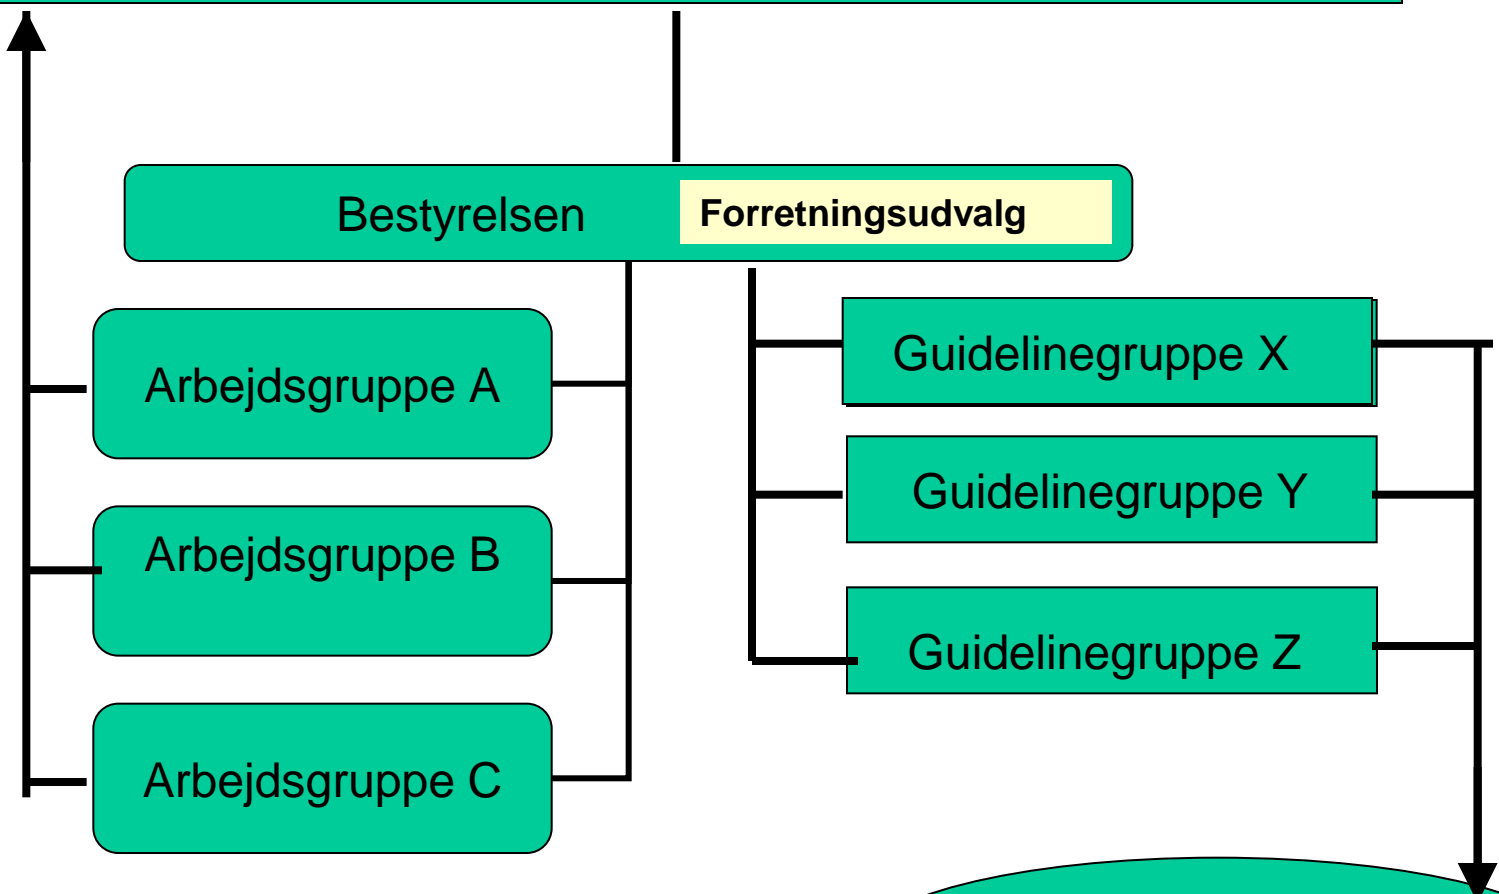 Bestyrelsen
Forretningsudvalg
Arbejdsgruppe A
Arbejdsgruppe B
Arbejdsgruppe C
Guidelinegruppe X
Guidelinegruppe Y
Guidelinegruppe Z